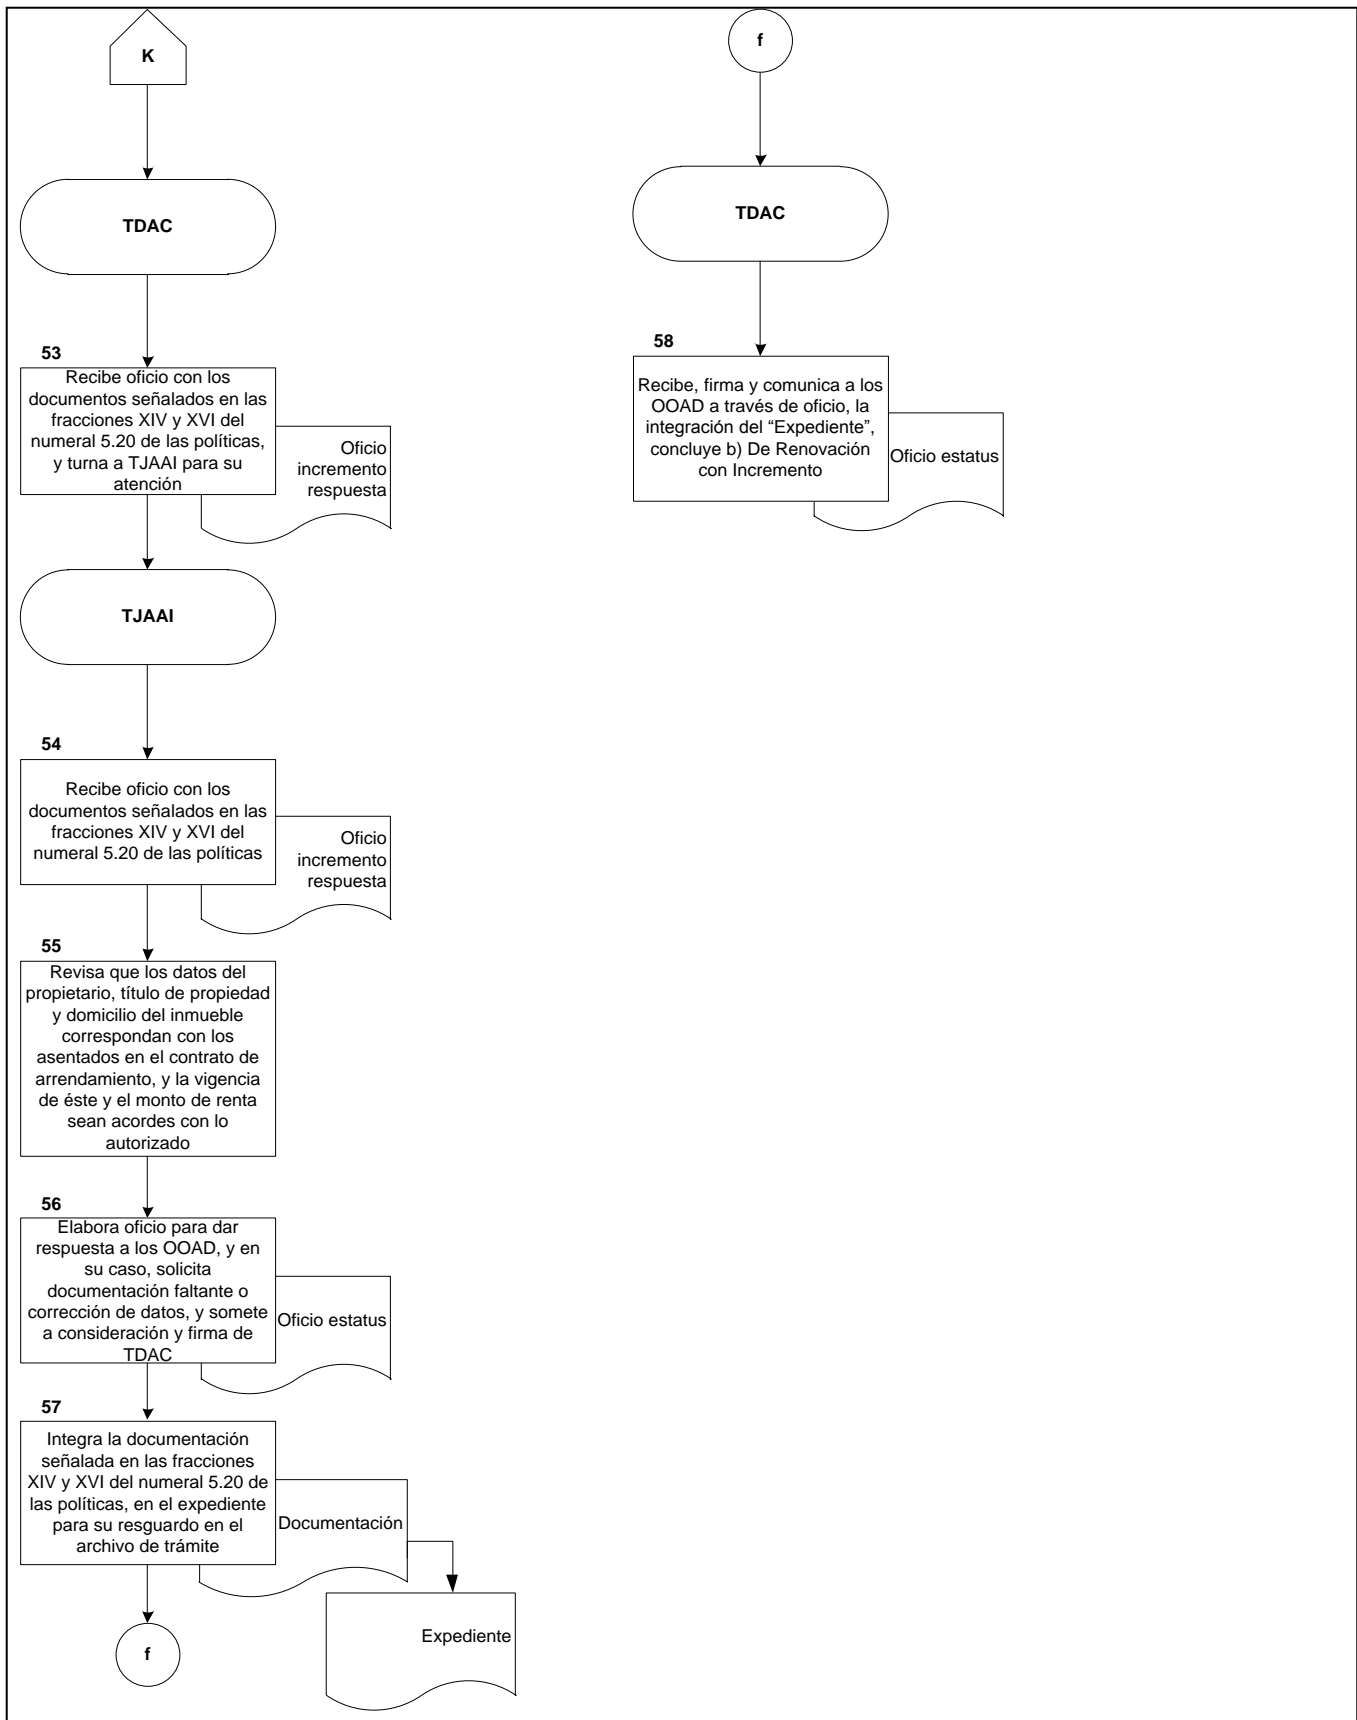 K
TDAC
53
Recibe oficio con los
documentos señalados en las
fracciones XIV y XVI del
numeral 5.20 de las políticas,
y turna a TJAAI para su
atención
Oficio
incremento
respuesta
TJAAI
54
Recibe oficio con los
documentos señalados en las
fracciones XIV y XVI del
numeral 5.20 de las políticas
Oficio
incremento
respuesta
55
Revisa que los datos del
propietario, título de propiedad
y domicilio del inmueble
correspondan con los
asentados en el contrato de
arrendamiento, y la vigencia
de éste y el monto de renta
sean acordes con lo
autorizado
56
Elabora oficio para dar
respuesta a los OOAD, y en
su caso, solicita
documentación faltante o
corrección de datos, y somete
a consideración y firma de
TDAC
Oficio estatus
57
Integra la documentación
señalada en las fracciones
XIV y XVI del numeral 5.20 de
las políticas, en el expediente
para su resguardo en el
archivo de trámite
Documentación
Expediente
f
f
TDAC
58
Recibe, firma y comunica a los
OOAD a través de oficio, la
integración del “Expediente”,
concluye b) De Renovación
con Incremento
Oficio estatus